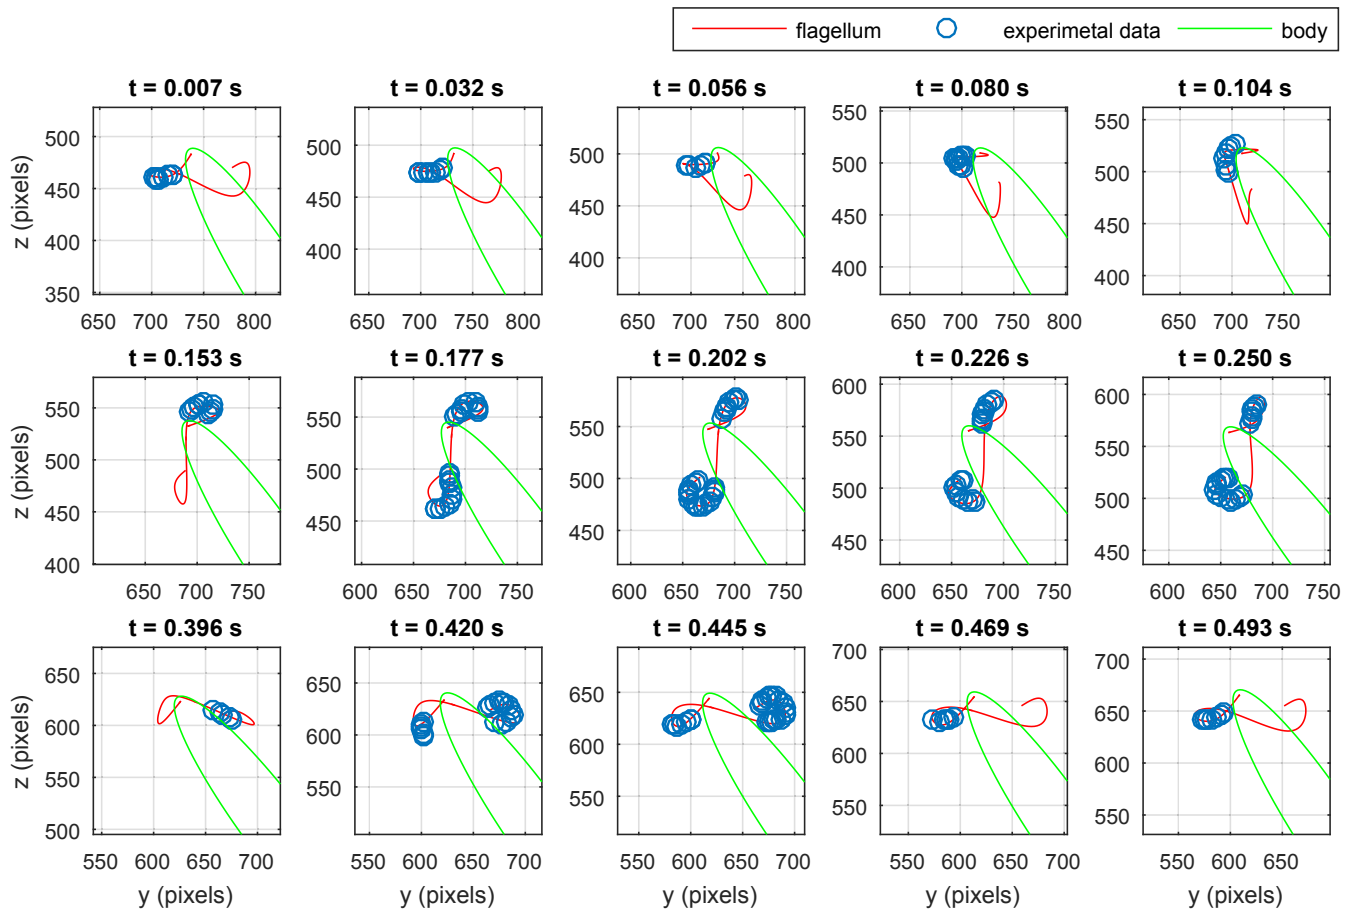 flagellum experimetal data body
t = 0.007 s t = 0.032 s t = 0.056 s t = 0.080 s t = 0.104 s
z (pixels)
500 450 400 350
500 450 400
500 450 400
550 500 450 400
550 500 450 400
650 700 750 800
650 700 750 800
650 700 750 800
650 700 750 800
650 700 750
t = 0.153 s t = 0.177 s t = 0.202 s t = 0.226 s t = 0.250 s
z (pixels)
550 500 450 400
550 500 450
550 500 450
600 550 500 450
600 550 500 450
650 700 750
600 650 700 750
600 650 700 750
600 650 700 750
600 650 700 750
t = 0.396 s t = 0.420 s t = 0.445 s t = 0.469 s t = 0.493 s
z (pixels)
650 600 550 500
650 600 550
650 600 550
700 650 600 550
700 650 600 550
550 600 650 700
550 600 650 700
550 600 650 700
550 600 650 700
550 600 650
y (pixels) y (pixels) y (pixels) y (pixels) y (pixels)